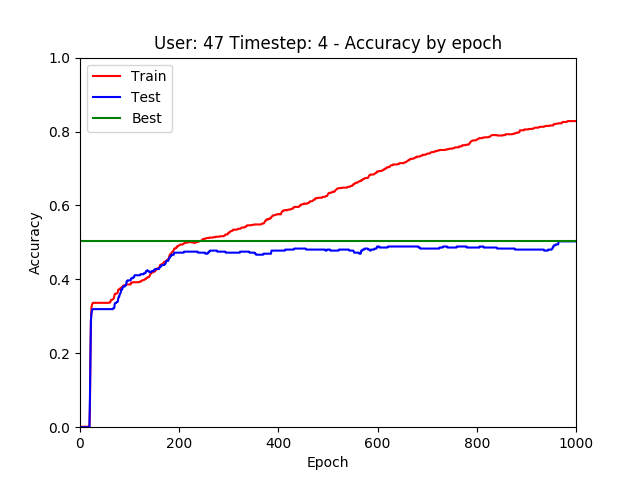 User: 47 Timestep: 4 - Accuracy by epoch
1.0
Train
Test
Best
0.8
0.6
Accuracy
0.4
0.2
0.0
0 200 400 600 800 1000
Epoch